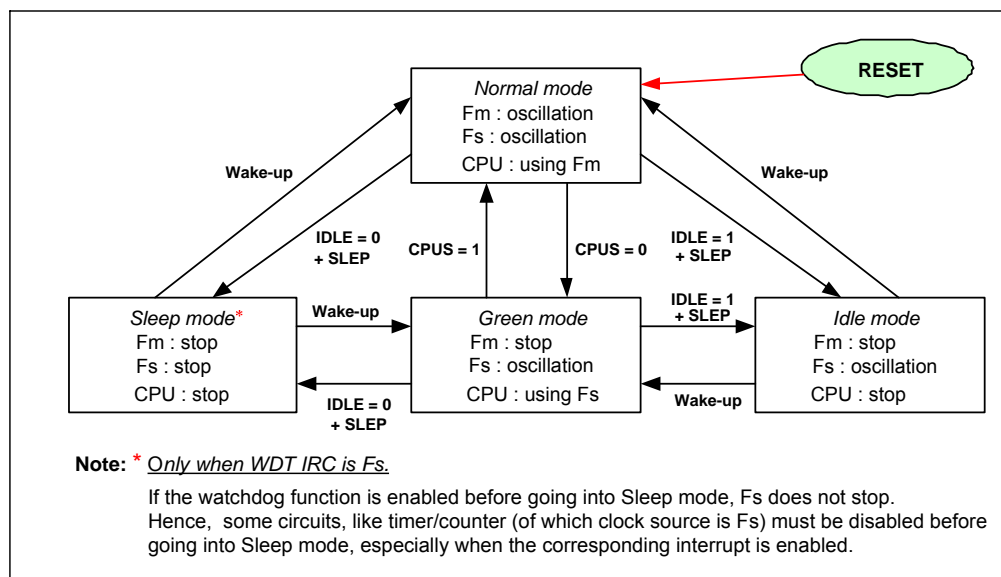 RESET
Normal mode
Fm : oscillation
Fs : oscillation
CPU : using Fm
Wake-up
Wake-up
IDLE = 0
+ SLEP
CPUS = 1
CPUS = 0
IDLE = 1
+ SLEP
Sleep mode*
Fm : stop
Fs : stop
CPU : stop
Wake-up
Green mode
Fm : stop
Fs : oscillation
CPU : using Fs
IDLE = 1
+ SLEP
Idle mode
Fm : stop
Fs : oscillation
CPU : stop
IDLE = 0
+ SLEP
Wake-up
Note: * Only when WDT IRC is Fs.
If the watchdog function is enabled before going into Sleep mode, Fs does not stop.
Hence, some circuits, like timer/counter (of which clock source is Fs) must be disabled before
going into Sleep mode, especially when the corresponding interrupt is enabled.